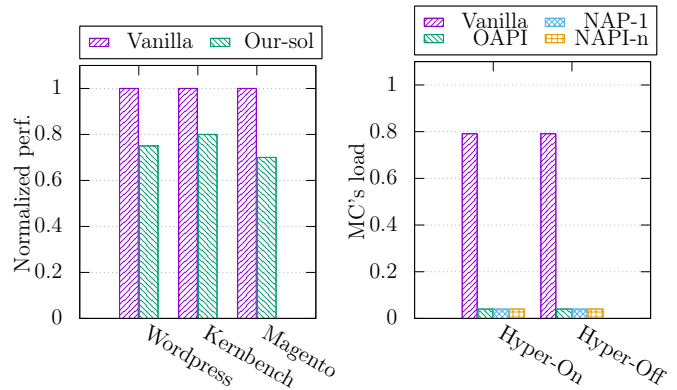 Vanilla Our-sol
Normalized perf.
1
0.8
0.6
0.4
0.2
0
Wordpress
Kernbench
Magento
Vanilla NAP-1
OAPI NAPI-n
MC's load
1
0.8
0.6
0.4
0.2
0
Hyper-On
Hyper-Off